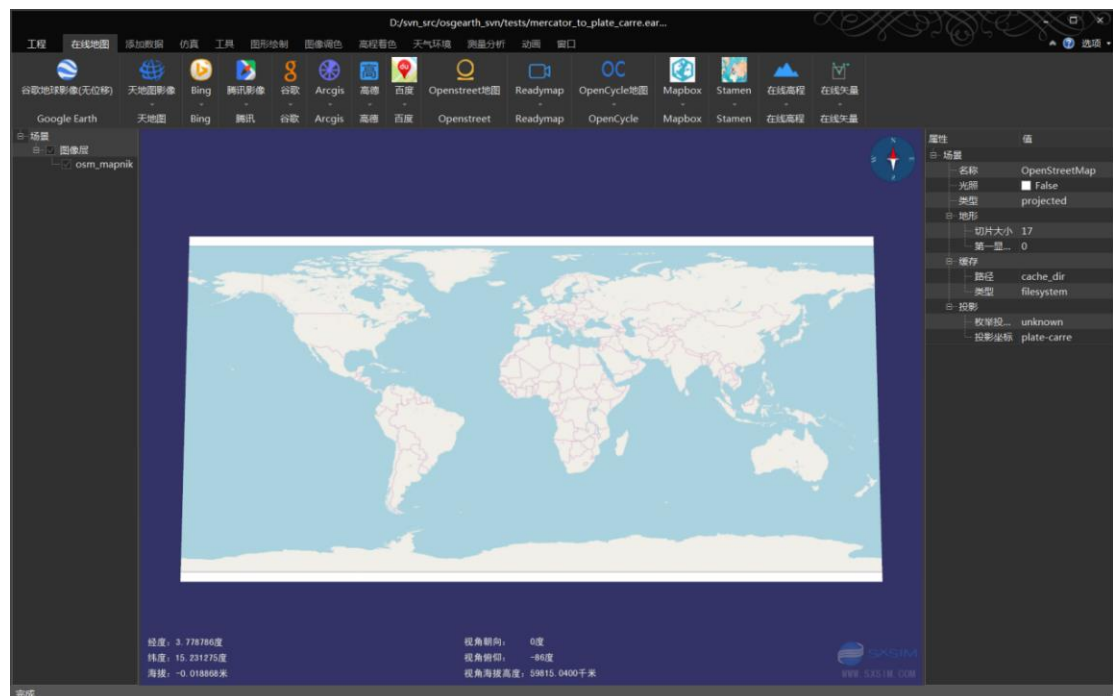 D:/svn_src/osgearth_svn/tests/mercator_to_plate_carre.ear...
工程 在线地图 添加数据 仿真 工具 图形绘制 图像调色 高程着色 天气环境 测量分析 动画 窗口 选项
谷歌地球影像(无位移) 天地图影像 Bing 腾讯影像 谷歌 Arcgis 高德 百度 Openstreet地图 Readymap OpenCycle地图 Mapbox Stamen 在线高程 在线矢量
Google Earth 天地图 Bing 腾讯 谷歌 Arcgis 高德 百度 Openstreet Readymap OpenCycle Mapbox Stamen 在线高程 在线矢量
场景
图像层
osm_mapnik
属性 值
场景
名称 OpenStreetMap
光照 False
类型 projected
地形
切片大小 17
第一显... 0
缓存
路径 cache_dir
类型 filesystem
投影
枚举投... unknown
投影坐标 plate-carre
经度: 3.778786度
纬度: 15.231275度
海拔: -0.018868米
视角朝向: 0度
视角俯仰: -86度
视角海拔高度: 59815.0400千米
SXSIM
WWW.SXSIM.COM
完成